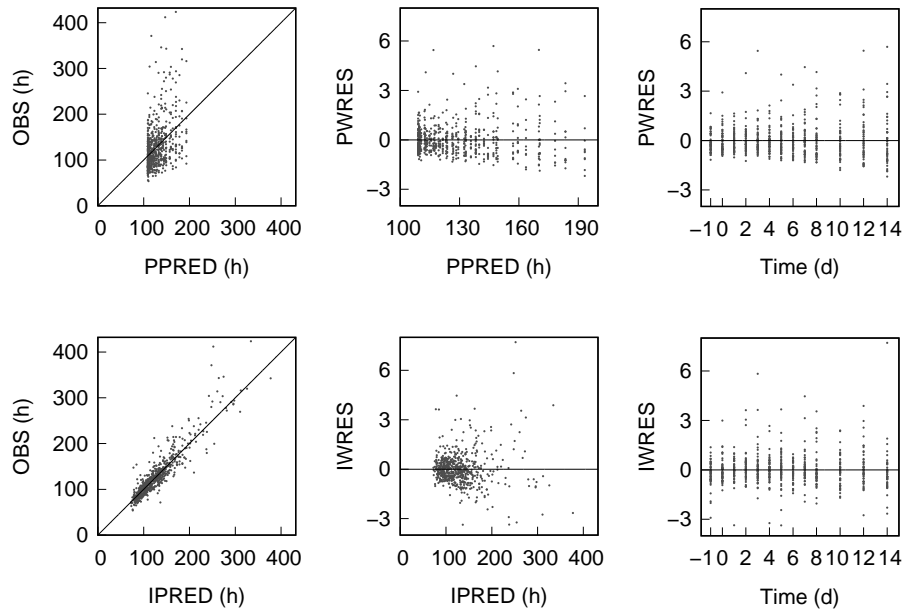 OBS (h)
400
300
200
100
0
0 100 200 300 400
PPRED (h)
PWRES
6
3
0
−3
100 130 160 190
PPRED (h)
PWRES
6
3
0
−3
−1 0 2 4 6 8 10 12 14
Time (d)
OBS (h)
400
300
200
100
0
0 100 200 300 400
IPRED (h)
IWRES
6
3
0
−3
0 100 200 300 400
IPRED (h)
IWRES
6
3
0
−3
−1 0 2 4 6 8 10 12 14
Time (d)